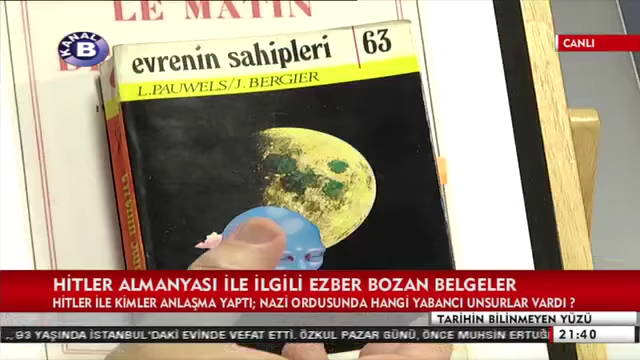 LE MATIN
KANAL B
evrenin sahipleri 63
L.PAUWELS/J. BERGIER
CANLI
HİTLER ALMANYASI İLE İLGİLİ EZBER BOZAN BELGELER
HİTLER İLE KİMLER ANLAŞMA YAPTI; NAZİ ORDUSUNDA HANGİ YABANCI UNSURLAR VARDI ?
TARİHİN BİLİNMEYEN YÜZÜ
., 93 YAŞINDA İSTANBUL'DAKİ EVİNDE VEFAT ETTİ. ÖZKUL PAZAR GÜNÜ, ÖNCE MUHSİN ERTUĞ
21:40